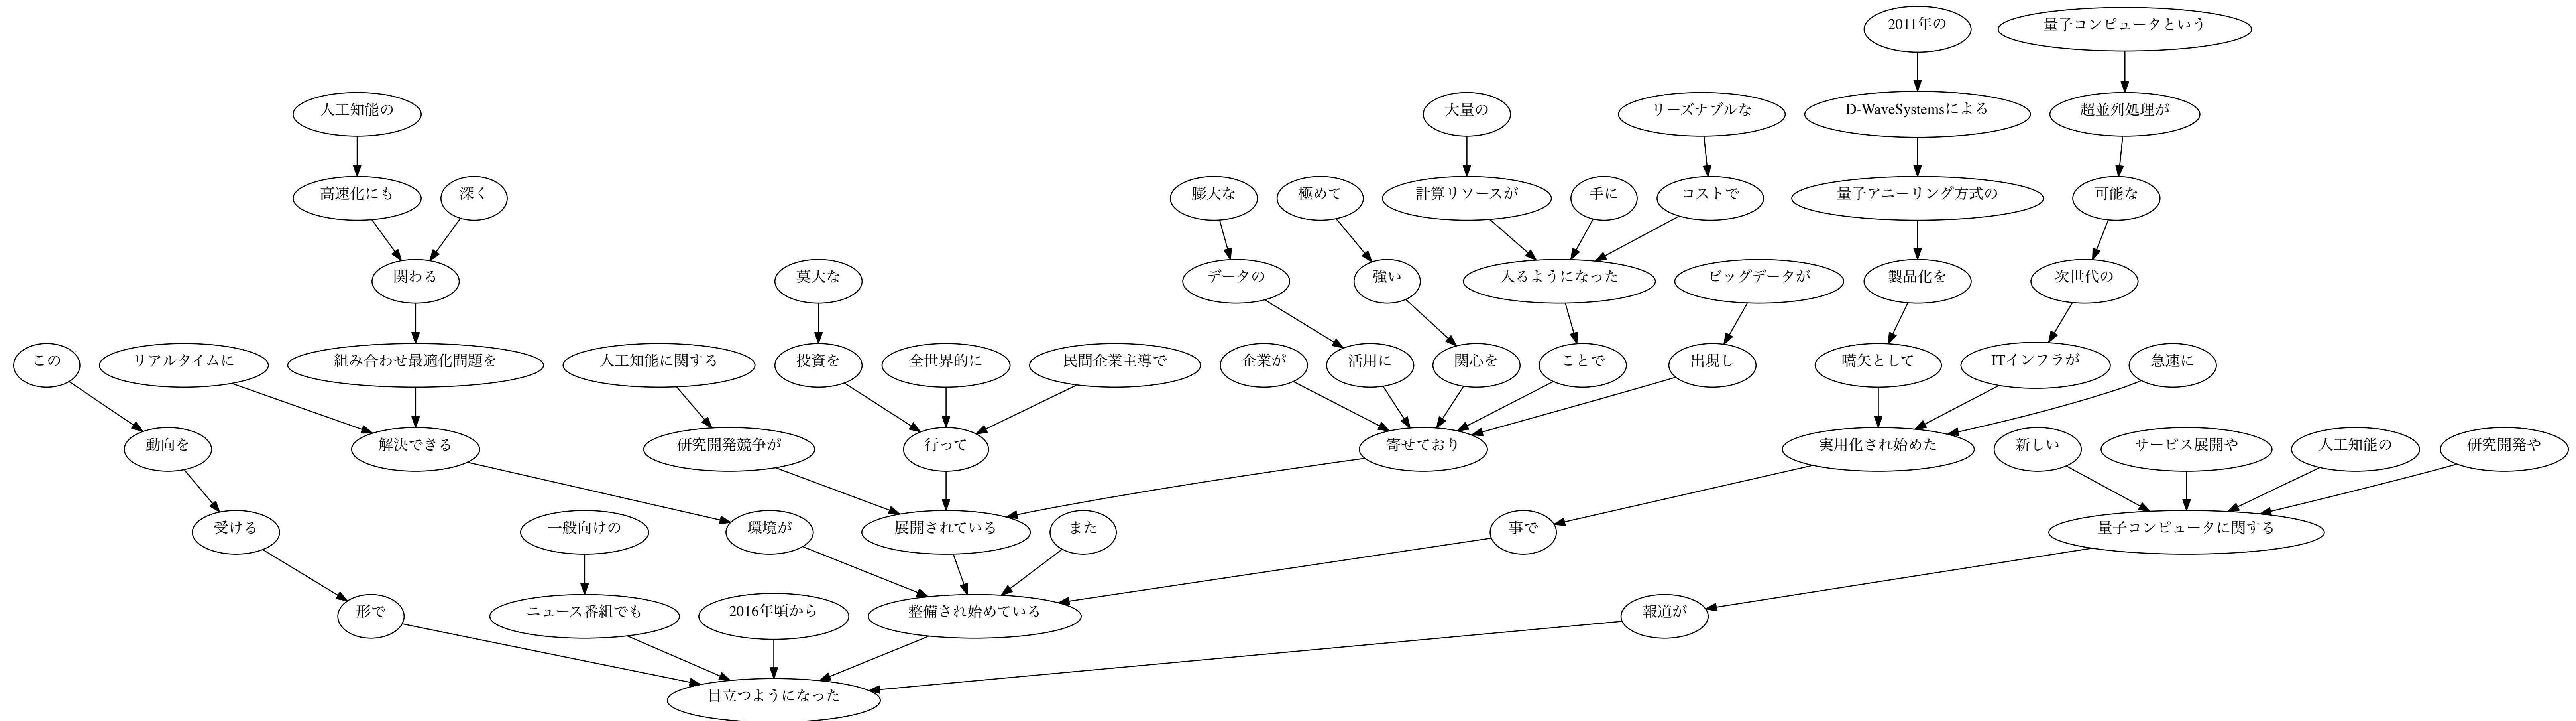 2011年の
量子コンピュータという
人工知能の
大量の
リーズナブルな
D-WaveSystemsによる
超並列処理が
高速化にも
深く
膨大な
極めて
計算リソースが
手に
コストで
量子アニーリング方式の
可能な
関わる
莫大な
データの
強い
入るようになった
ビッグデータが
製品化を
次世代の
この
リアルタイムに
組み合わせ最適化問題を
人工知能に関する
投資を
全世界的に
民間企業主導で
企業が
活用に
関心を
ことで
出現し
嚆矢として
ITインフラが
急速に
動向を
解決できる
研究開発競争が
行って
寄せており
実用化され始めた
新しい
サービス展開や
人工知能の
研究開発や
受ける
一般向けの
環境が
展開されている
また
事で
量子コンピュータに関する
形で
ニュース番組でも
2016年頃から
整備され始めている
報道が
目立つようになった